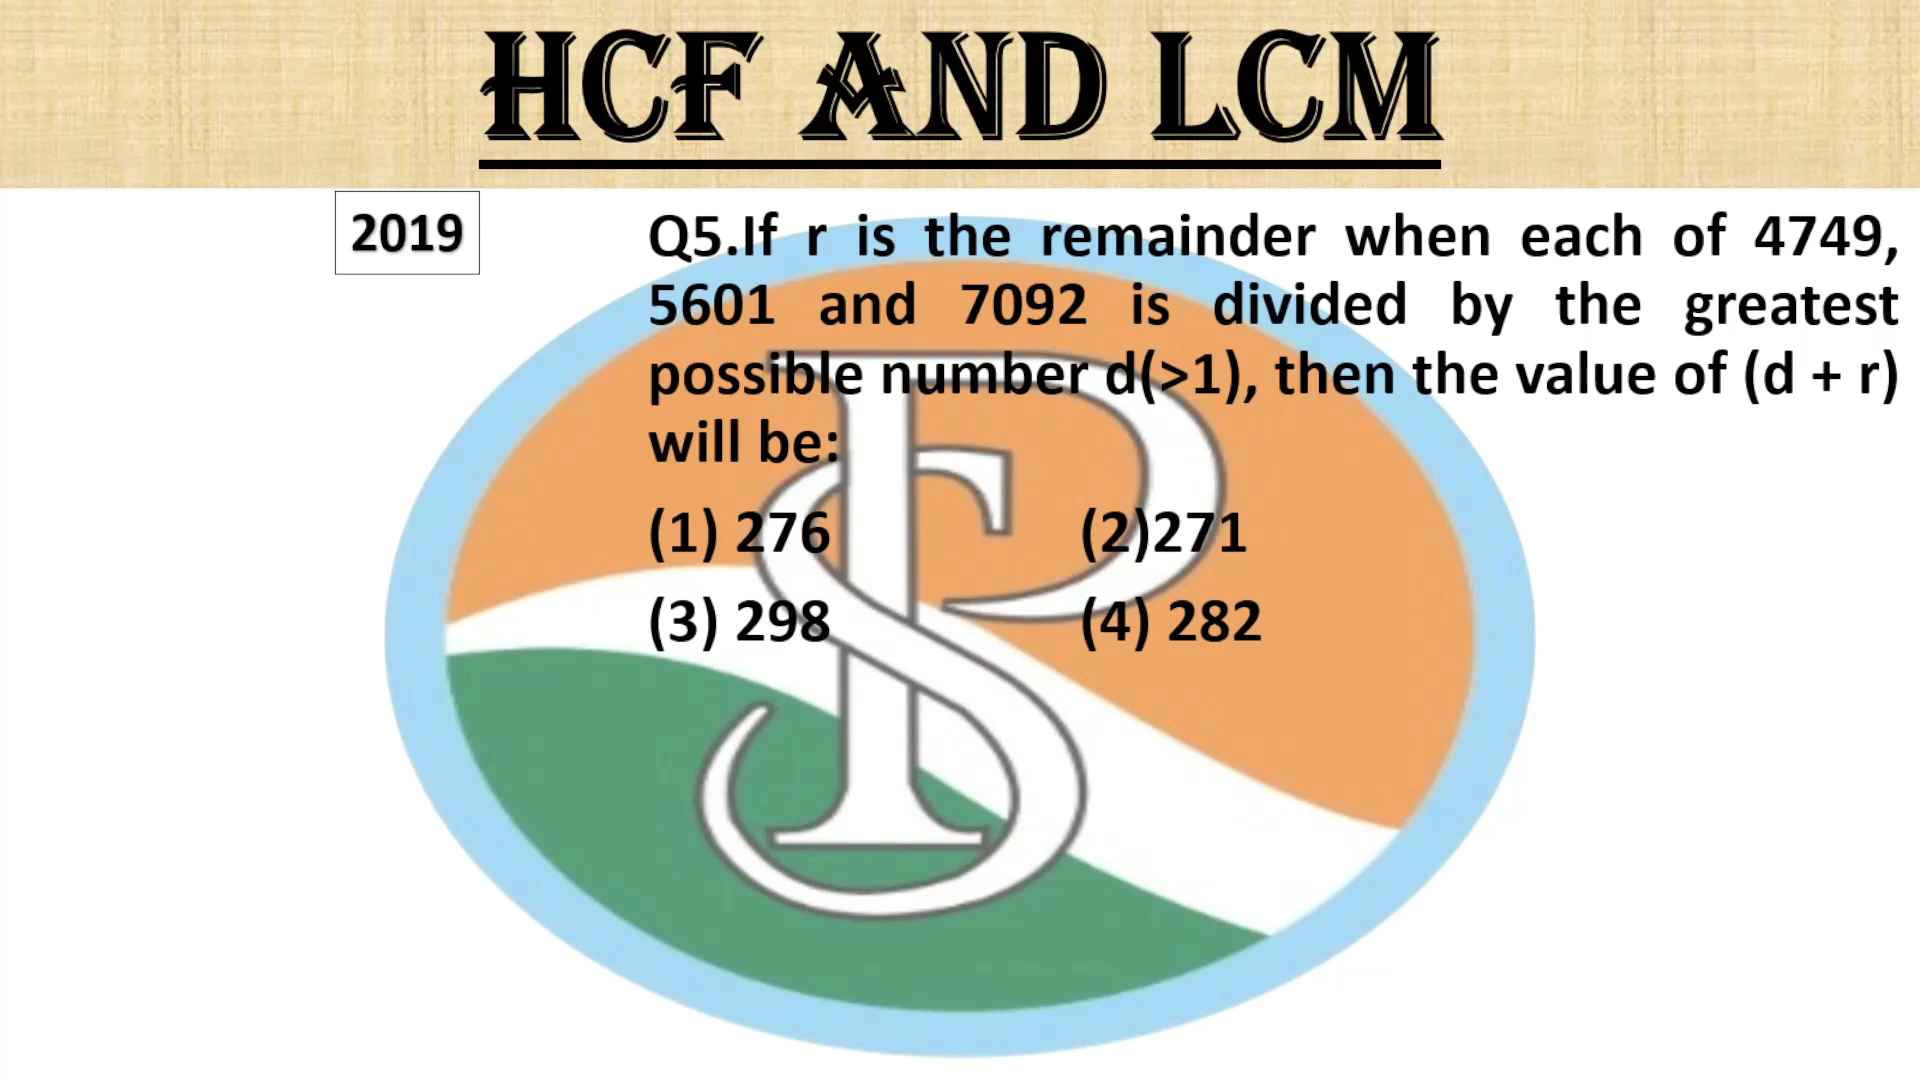 HCF AND LCM
2019
Q5.If r is the remainder when each of 4749,
5601 and 7092 is divided by the greatest
possible number d(>1), then the value of (d + r)
will be:
(1) 276 (2)271
(3) 298 (4) 282